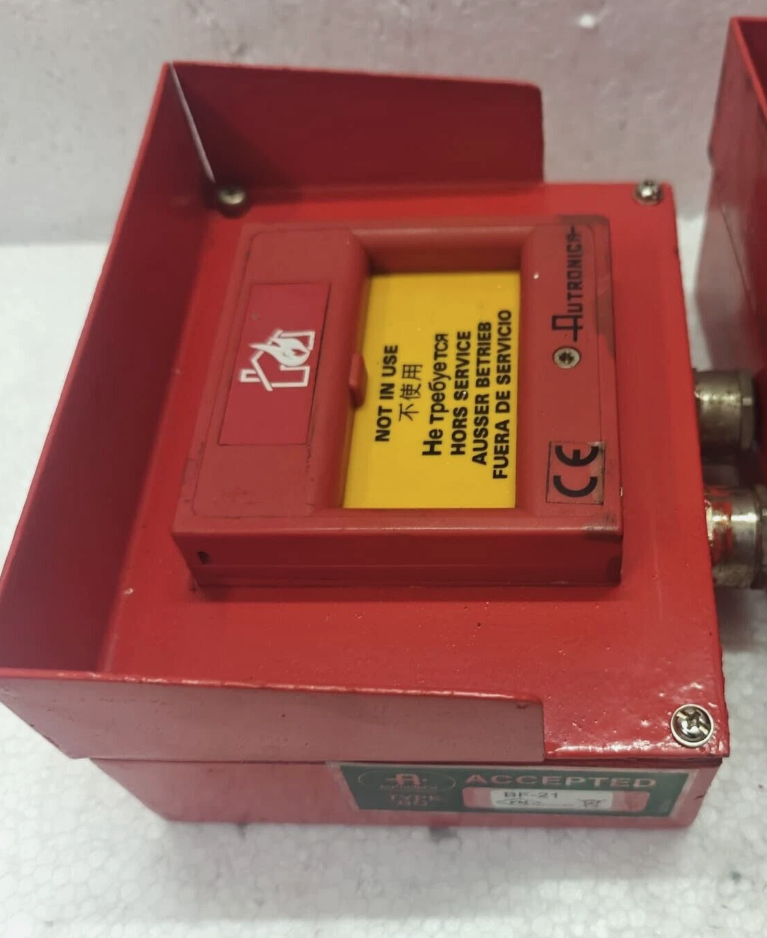 NOT IN USE
不使用
Не требуется
HORS SERVICE
AUSSER BETRIEB
FUERA DE SERVICIO
AUTRONICA
CE
ACCEPTED
BF-21